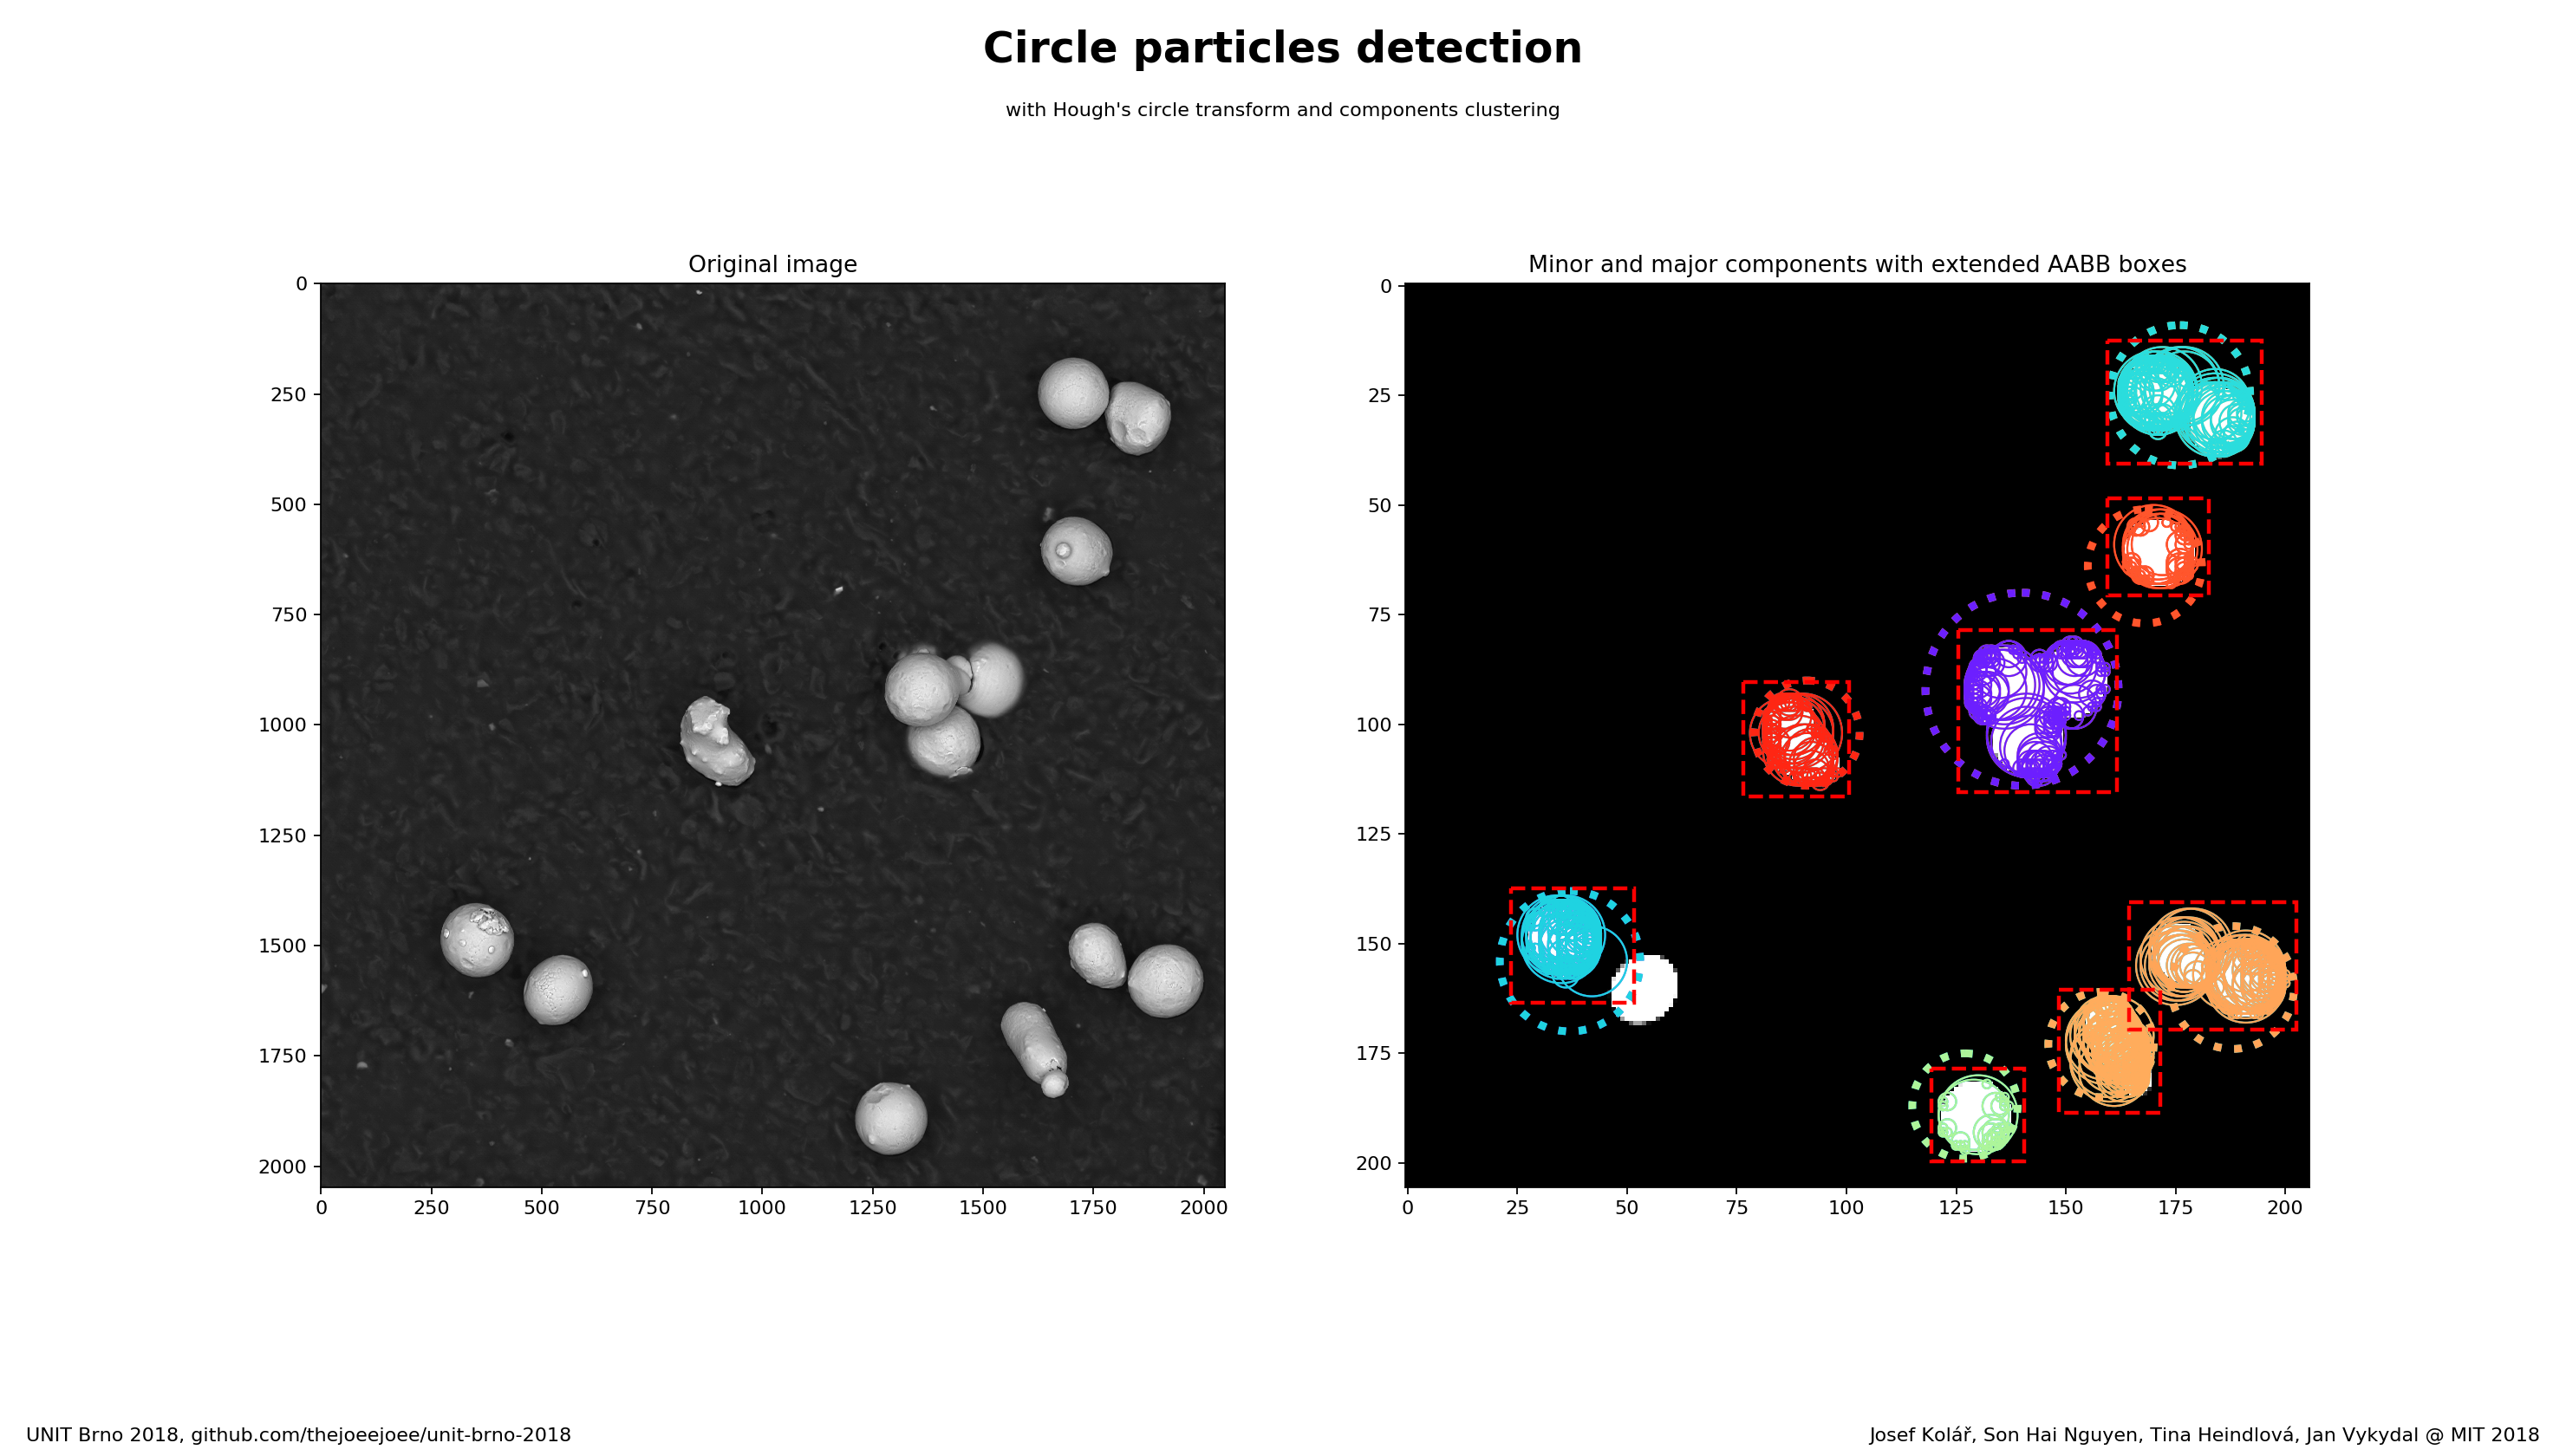 Circle particles detection
with Hough's circle transform and components clustering
Original image
0
250
500
750
1000
1250
1500
1750
2000
0 250 500 750 1000 1250 1500 1750 2000
Minor and major components with extended AABB boxes
0
25
50
75
100
125
150
175
200
0 25 50 75 100 125 150 175 200
UNIT Brno 2018, github.com/thejoeejoee/unit-brno-2018
Josef Kolář, Son Hai Nguyen, Tina Heindlová, Jan Vykydal @ MIT 2018